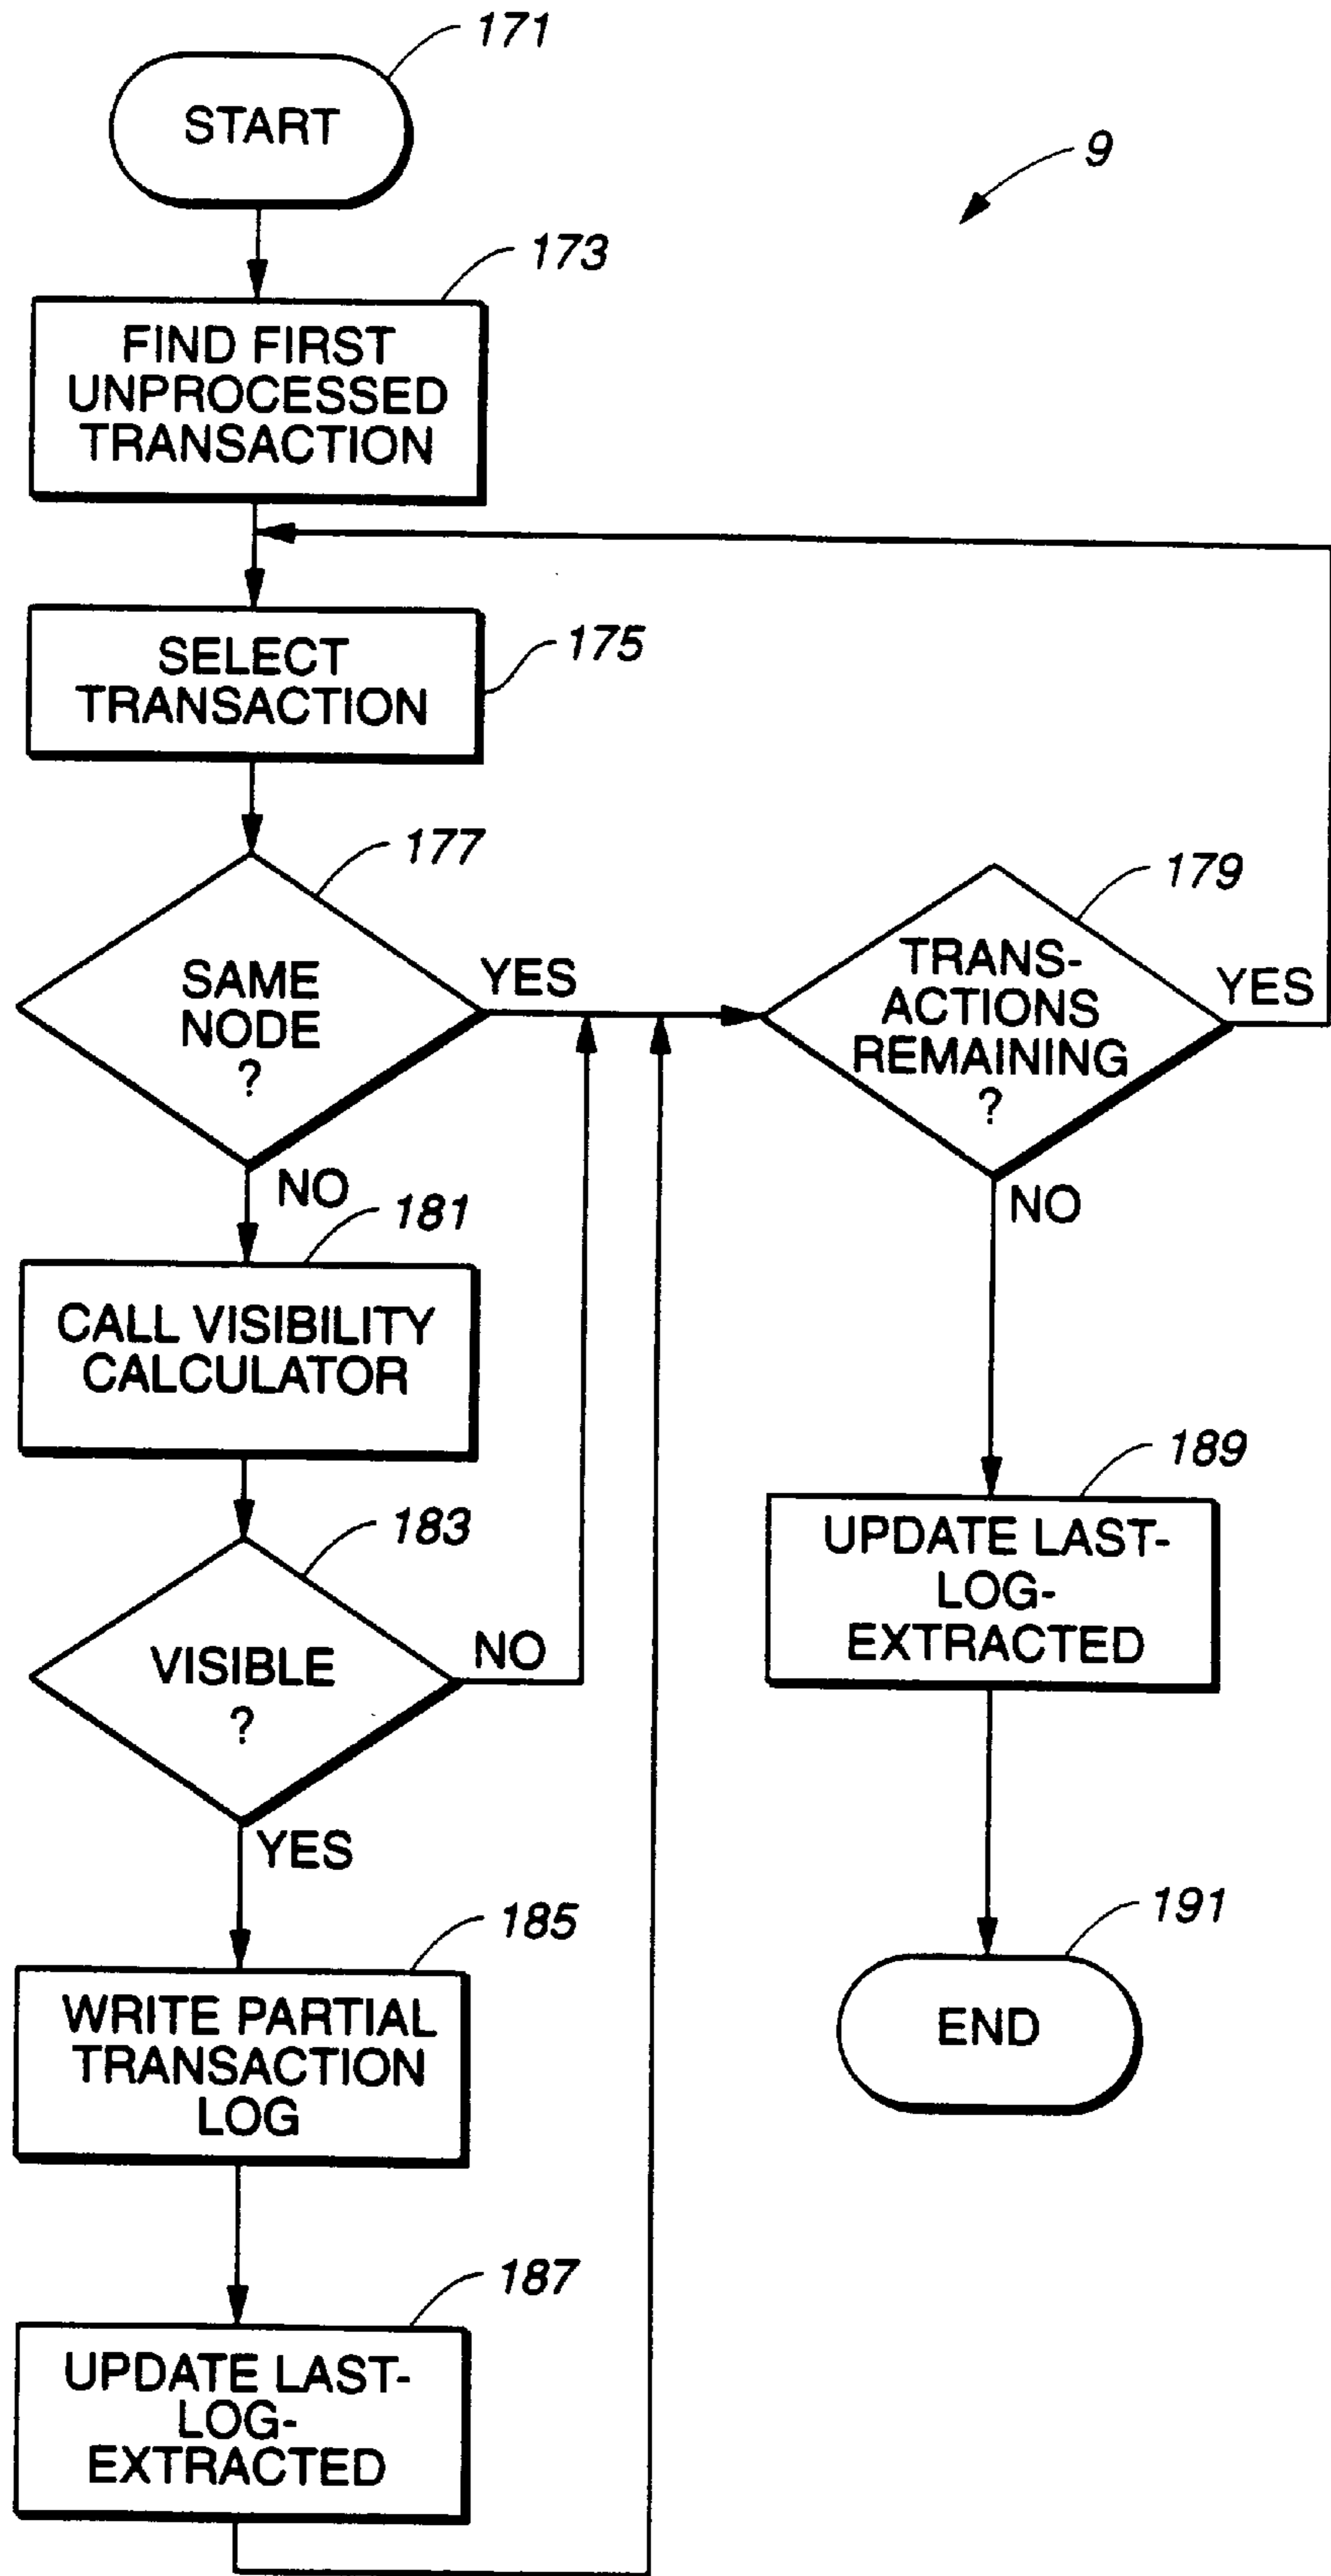 171
START
9
173
FIND FIRST
UNPROCESSED
TRANSACTION
SELECT
TRANSACTION
175
177
SAME
NODE
?
YES
NO
179
TRANS-
ACTIONS
REMAINING
?
YES
NO
181
CALL VISIBILITY
CALCULATOR
183
VISIBLE
?
NO
YES
189
UPDATE LAST-
LOG-
EXTRACTED
185
WRITE PARTIAL
TRANSACTION
LOG
191
END
187
UPDATE LAST-
LOG-
EXTRACTED